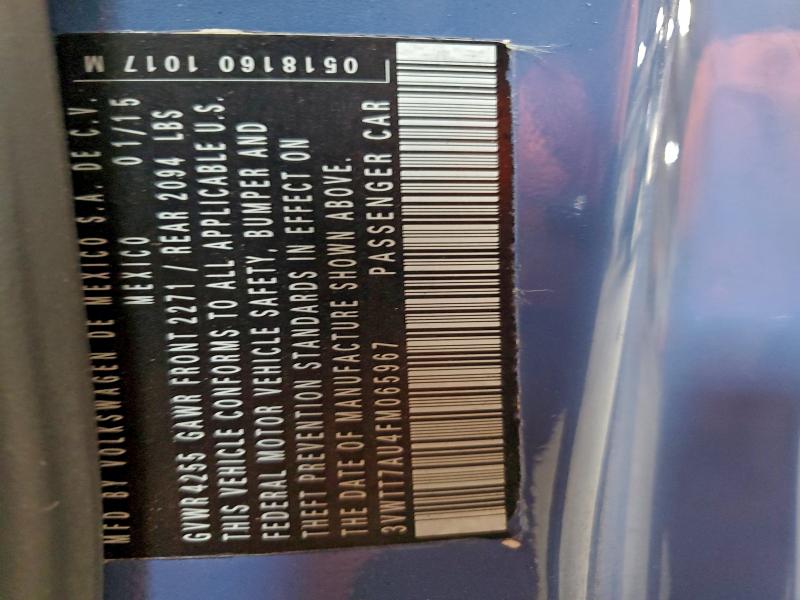 MFD BY VOLKSWAGEN DE MEXICO S.A. DE C.V.
MEXICO 01/15
GVWR 4255 GAWR FRONT 2271 / REAR 2094 LBS
THIS VEHICLE CONFORMS TO ALL APPLICABLE U.S.
FEDERAL MOTOR VEHICLE SAFETY, BUMPER AND
THEFT PREVENTION STANDARDS IN EFFECT ON
THE DATE OF MANUFACTURE SHOWN ABOVE.
3VWT17AU4FM065967 PASSENGER CAR
0518160 1017 M